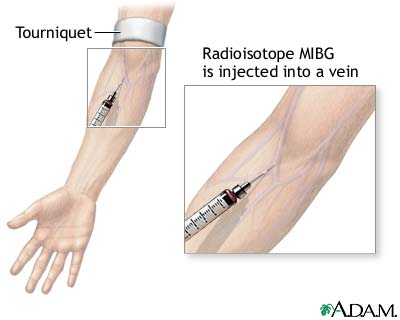 Tourniquet
Radioisotope MIBG
is injected into a vein
A.D.A.M.